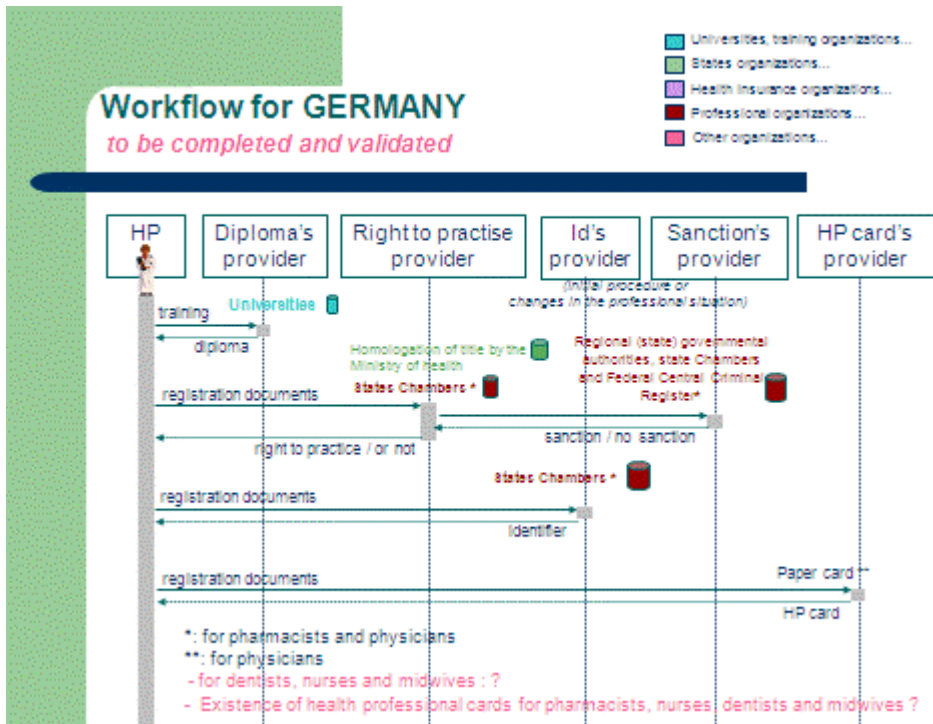 Universities, training organizations...
States organizations...
Health Insurance organizations...
Professional organizations...
Other organizations...
Workflow for GERMANY
to be completed and validated
HP
Diploma's
provider
Right to practise
provider
Id's
provider
Sanction's
provider
HP card's
provider
(Initial procedure or
changes in the professional situation)
Universities
training
diploma
Homologation of title by the
Ministry of health
Regional (state) governmental
authorities, state Chambers
and Federal Central Criminal
Register*
States Chambers *
registration documents
right to practice / or not
sanction / no sanction
States Chambers *
registration documents
Identifier
registration documents
Paper card **
HP card
*: for pharmacists and physicians
**: for physicians
- for dentists, nurses and midwives : ?
- Existence of health professional cards for pharmacists, nurses, dentists and midwives ?